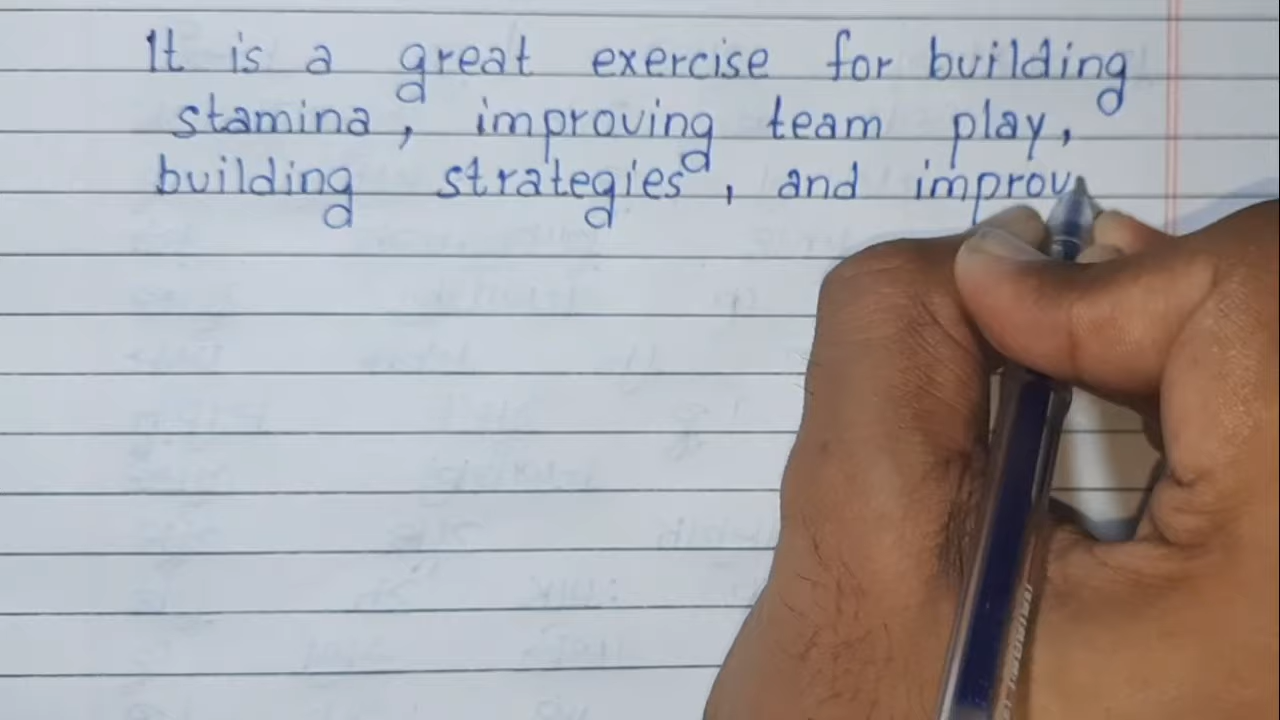 It is a great exercise for building
stamina, improving team play,
building strategies, and improv